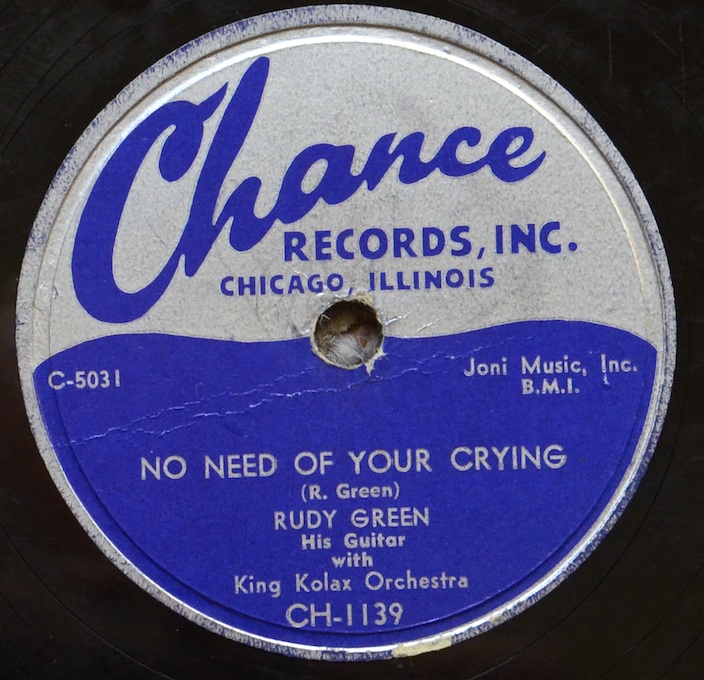 Chance
RECORDS, INC.
CHICAGO, ILLINOIS
C-5031
Joni Music, Inc.
B.M.I.
NO NEED OF YOUR CRYING
(R. Green)
RUDY GREEN
His Guitar
with
King Kolax Orchestra
CH-1139